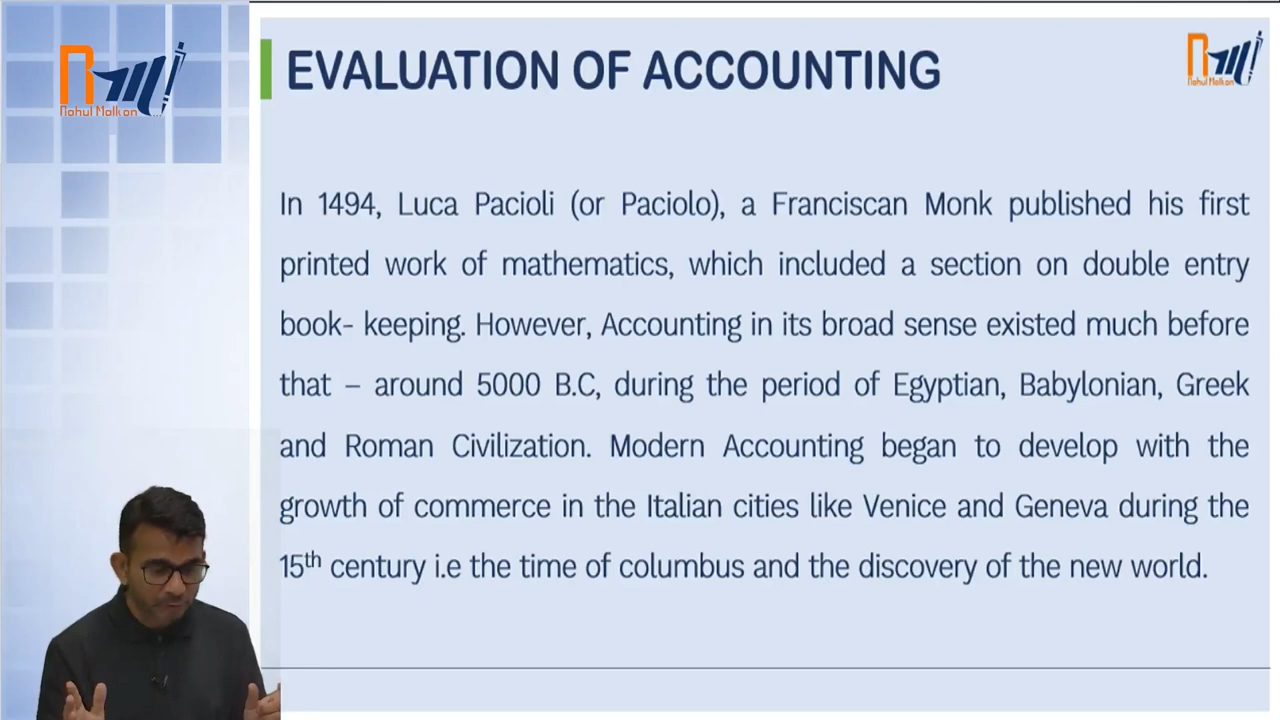 EVALUATION OF ACCOUNTING
Rahul Malkan
Rahul Malkan
In 1494, Luca Pacioli (or Paciolo), a Franciscan Monk published his first
printed work of mathematics, which included a section on double entry
book- keeping. However, Accounting in its broad sense existed much before
that – around 5000 B.C, during the period of Egyptian, Babylonian, Greek
and Roman Civilization. Modern Accounting began to develop with the
growth of commerce in the Italian cities like Venice and Geneva during the
15th century i.e the time of columbus and the discovery of the new world.